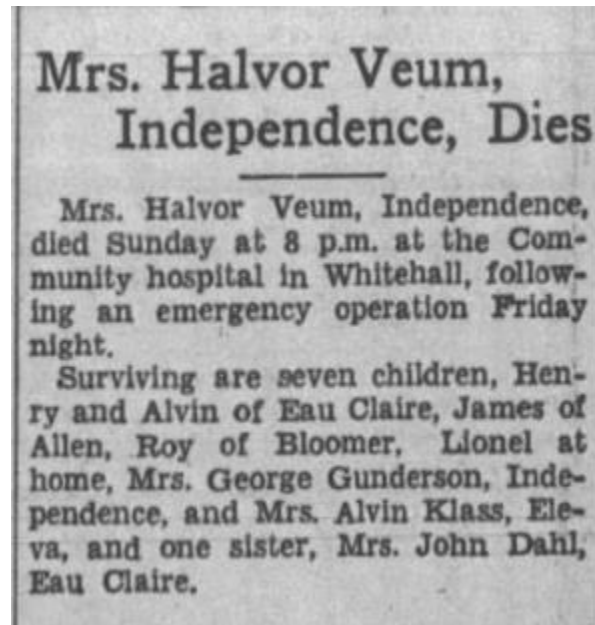 Mrs. Halvor Veum,
Independence, Dies
Mrs. Halvor Veum, Independence,
died Sunday at 8 p.m. at the Com-
munity hospital in Whitehall, follow-
ing an emergency operation Friday
night.
Surviving are seven children, Hen-
ry and Alvin of Eau Claire, James of
Allen, Roy of Bloomer, Lionel at
home, Mrs. George Gunderson, Inde-
pendence, and Mrs. Alvin Klass, Ele-
va, and one sister, Mrs. John Dahl,
Eau Claire.